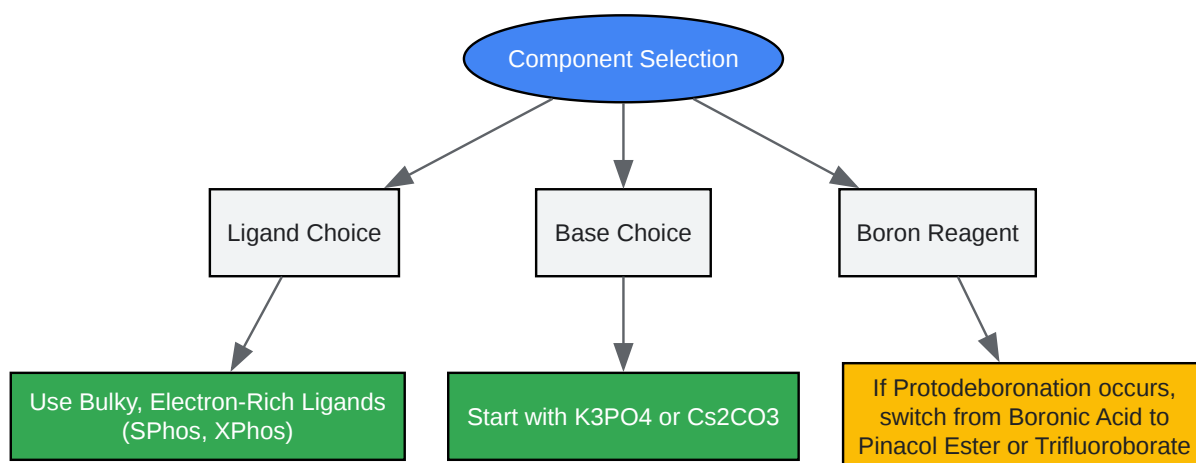 Component Selection
Ligand Choice
Base Choice
Boron Reagent
Use Bulky, Electron-Rich Ligands
(SPhos, XPhos)
Start with K3PO4 or Cs2CO3
If Protodeboronation occurs,
switch from Boronic Acid to
Pinacol Ester or Trifluoroborate